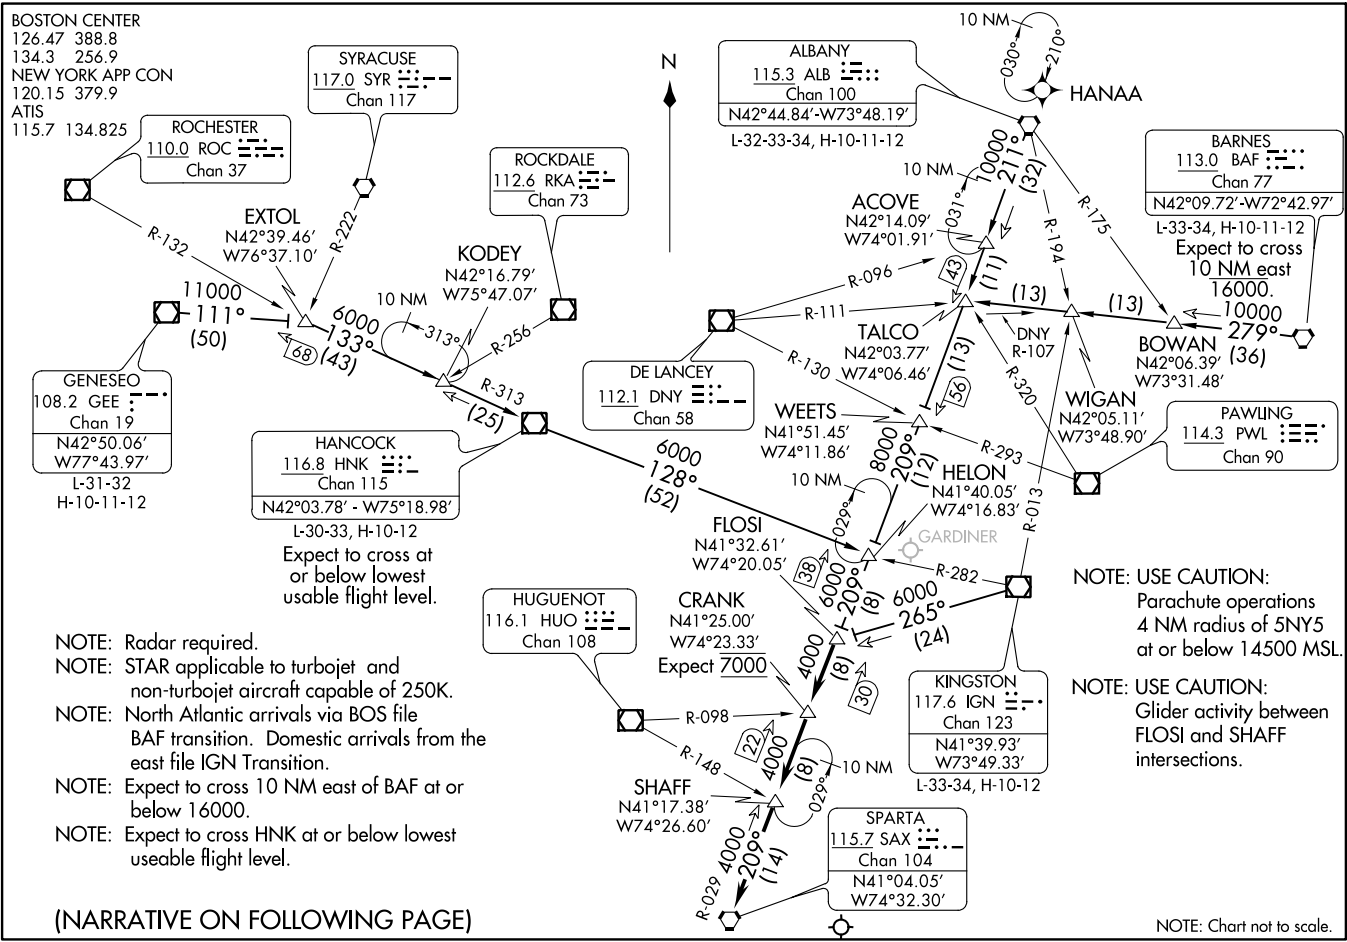 BOSTON CENTER
126.47 388.8
134.3 256.9
NEW YORK APP CON
120.15 379.9
ATIS
115.7 134.825
SYRACUSE
117.0 SYR
Chan 117
ROCHESTER
110.0 ROC
Chan 37
ROCKDALE
112.6 RKA
Chan 73
N
ALBANY
115.3 ALB
Chan 100
N42°44.84'-W73°48.19'
L-32-33-34, H-10-11-12
10 NM
030°
210°
HANAA
BARNES
113.0 BAF
Chan 77
N42°09.72'-W72°42.97'
L-33-34, H-10-11-12
Expect to cross
10 NM east
16000.
10000
279°
(36)
EXTOL
N42°39.46'
W76°37.10'
R-132
R-222
KODEY
N42°16.79'
W75°47.07'
R-256
10 NM
313°
11000
111°
(50)
68
6000
133°
(43)
R-313
(25)
GENESEO
108.2 GEE
Chan 19
N42°50.06'
W77°43.97'
L-31-32
H-10-11-12
HANCOCK
116.8 HNK
Chan 115
N42°03.78' - W75°18.98'
L-30-33, H-10-12
Expect to cross at
or below lowest
usable flight level.
6000
128°
(52)
10000
211°
(32)
10 NM
031°
ACOVE
N42°14.09'
W74°01.91'
R-096
R-111
R-130
43
(11)
R-194
R-175
(13)
(13)
DNY
R-107
TALCO
N42°03.77'
W74°06.46'
BOWAN
N42°06.39'
W73°31.48'
WIGAN
N42°05.11'
W73°48.90'
R-320
DE LANCEY
112.1 DNY
Chan 58
(13)
56
WEETS
N41°51.45'
W74°11.86'
R-293
PAWLING
114.3 PWL
Chan 90
R-013
8000
209°
(12)
10 NM
029°
HELON
N41°40.05'
W74°16.83'
GARDINER
R-282
FLOSI
N41°32.61'
W74°20.05'
38
6000
209°
(8)
6000
265°
(24)
30
CRANK
N41°25.00'
W74°23.33'
Expect 7000
4000
(8)
HUGUENOT
116.1 HUO
Chan 108
R-098
R-148
22
4000
(8)
10 NM
029°
SHAFF
N41°17.38'
W74°26.60'
R-029
4000
209°
(14)
KINGSTON
117.6 IGN
Chan 123
N41°39.93'
W73°49.33'
L-33-34, H-10-12
SPARTA
115.7 SAX
Chan 104
N41°04.05'
W74°32.30'
NOTE: USE CAUTION:
Parachute operations
4 NM radius of 5NY5
at or below 14500 MSL.
NOTE: USE CAUTION:
Glider activity between
FLOSI and SHAFF
intersections.
NOTE: Radar required.
NOTE: STAR applicable to turbojet and
non-turbojet aircraft capable of 250K.
NOTE: North Atlantic arrivals via BOS file
BAF transition. Domestic arrivals from the
east file IGN Transition.
NOTE: Expect to cross 10 NM east of BAF at or
below 16000.
NOTE: Expect to cross HNK at or below lowest
useable flight level.
(NARRATIVE ON FOLLOWING PAGE)
NOTE: Chart not to scale.